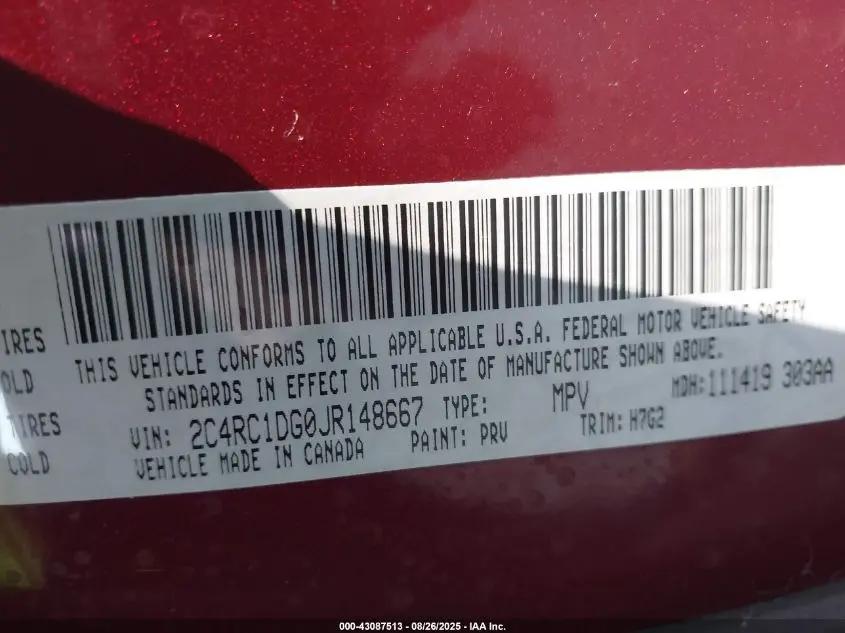 TIRES
COLD
TIRES
COLD
THIS VEHICLE CONFORMS TO ALL APPLICABLE U.S.A. FEDERAL MOTOR VEHICLE SAFETY
STANDARDS IN EFFECT ON THE DATE OF MANUFACTURE SHOWN ABOVE.
MDH:111419 303AA
VIN: 2C4RC1DG0JR148667 TYPE: MPV
VEHICLE MADE IN CANADA PAINT: PRV TRIM: H7G2
000-43087513 - 08/26/2025 - IAA Inc.